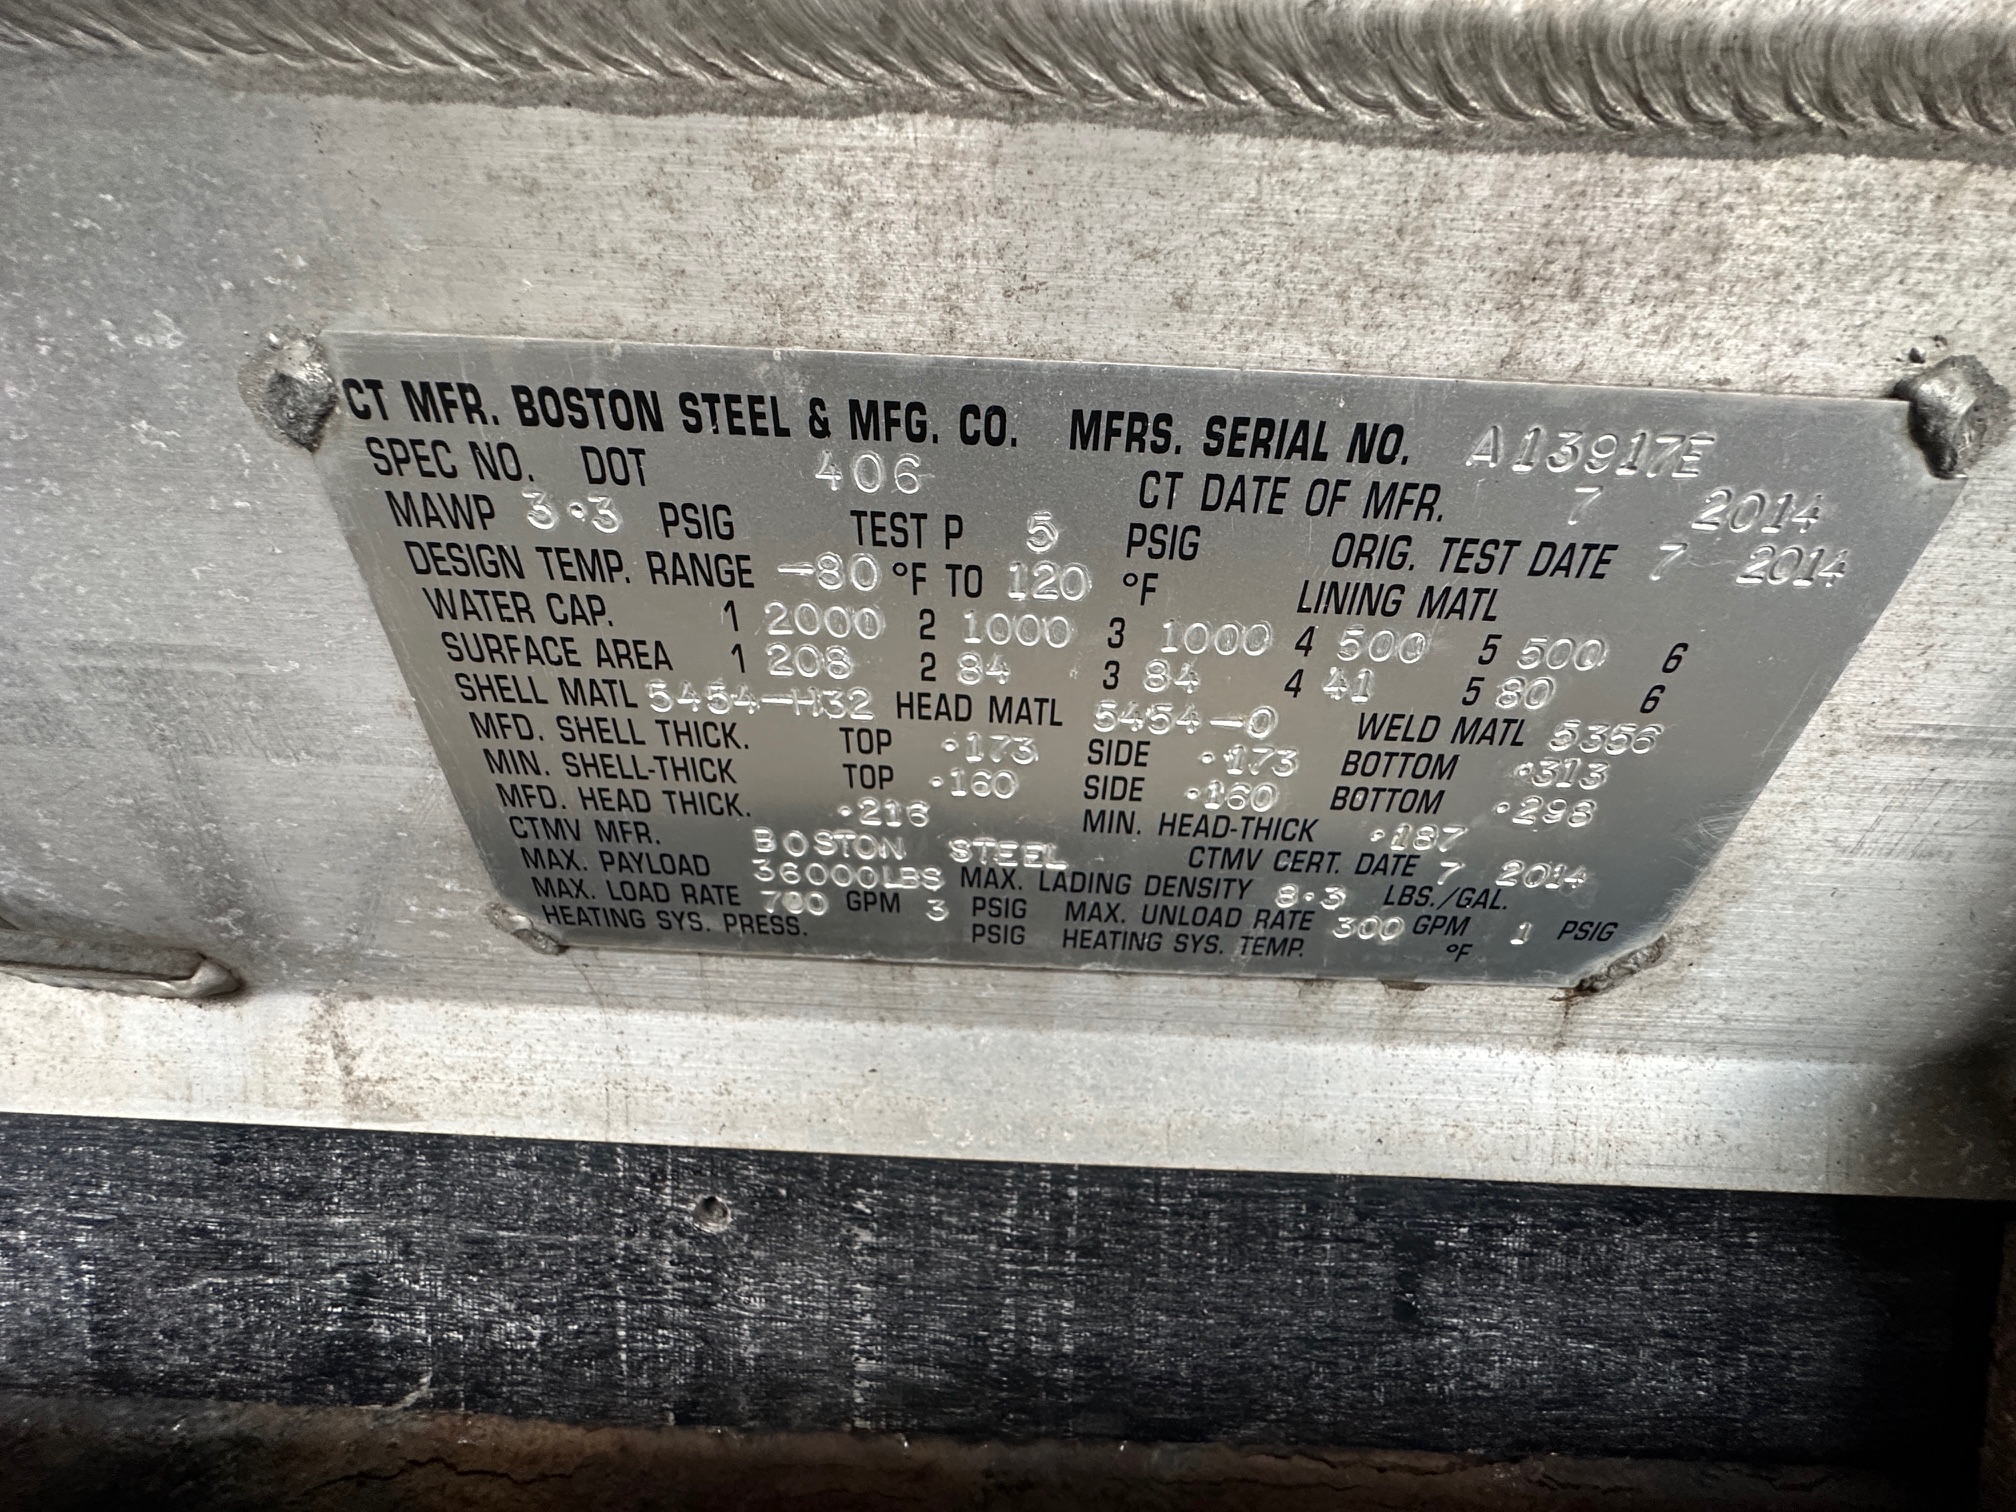 CT MFR. BOSTON STEEL & MFG. CO. MFRS. SERIAL NO. A13917E
SPEC NO. DOT 406 CT DATE OF MFR. 7 2014
MAWP 3.3 PSIG TEST P 5 PSIG ORIG. TEST DATE 7 2014
DESIGN TEMP. RANGE -80 °F TO 120 °F LINING MATL
WATER CAP. 1 2000 2 1000 3 1000 4 500 5 500 6
SURFACE AREA 1 208 2 84 3 84 4 41 5 80 6
SHELL MATL 5454-H32 HEAD MATL 5454-0 WELD MATL 5356
MFD. SHELL THICK. TOP .173 SIDE .173 BOTTOM .313
MIN. SHELL-THICK TOP .160 SIDE .160 BOTTOM .298
MFD. HEAD THICK. .216 MIN. HEAD-THICK .187
CTMV MFR. BOSTON STEEL CTMV CERT. DATE 7 2014
MAX. PAYLOAD 36000LBS MAX. LADING DENSITY 8.3 LBS./GAL.
MAX. LOAD RATE 700 GPM 3 PSIG MAX. UNLOAD RATE 300 GPM 1 PSIG
HEATING SYS. PRESS. PSIG HEATING SYS. TEMP. °F